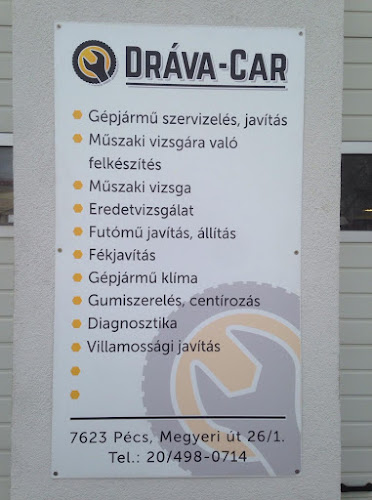 DRÁVA-CAR
Gépjármű szervizelés, javítás
Műszaki vizsgára való
felkészítés
Műszaki vizsga
Eredetvizsgálat
Futómű javítás, állítás
Fékjavítás
Gépjármű klíma
Gumiszerelés, centírozás
Diagnosztika
Villamossági javítás
7623 Pécs, Megyeri út 26/1.
Tel.: 20/498-0714